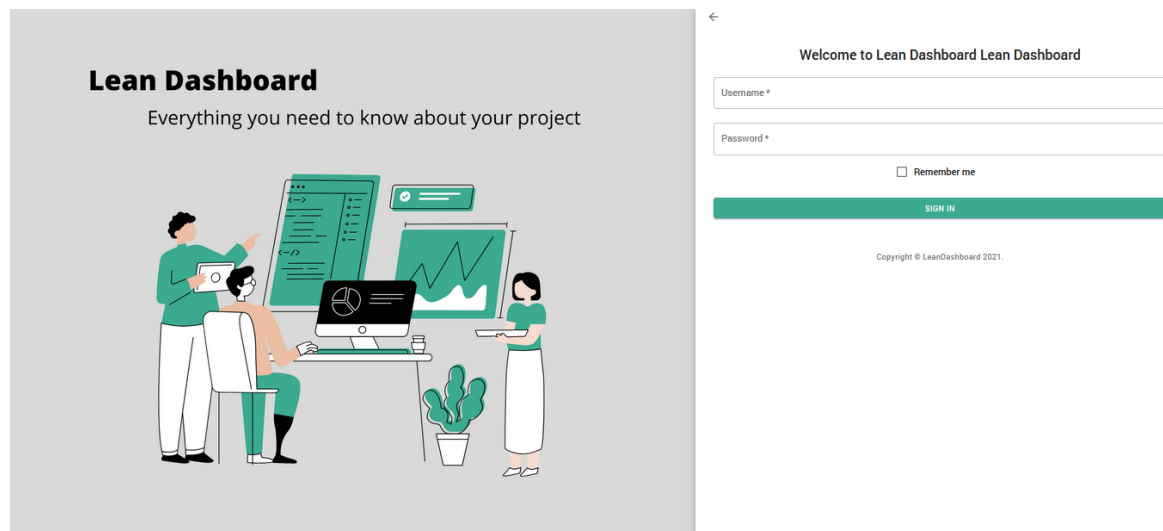 Lean Dashboard
Everything you need to know about your project
<—>
<—/>
Welcome to Lean Dashboard Lean Dashboard
Username *
Password *
Remember me
SIGN IN
Copyright © LeanDashboard 2021.